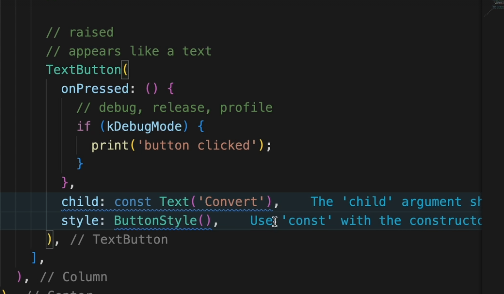 // raised
// appears like a text
TextButton(
onPressed: () {
// debug, release, profile
if (kDebugMode) {
print('button clicked');
}
},
child: const Text('Convert'), The 'child' argument sh
style: ButtonStyle(), Use 'const' with the constructo
), // TextButton
],
), // Column
), // Center